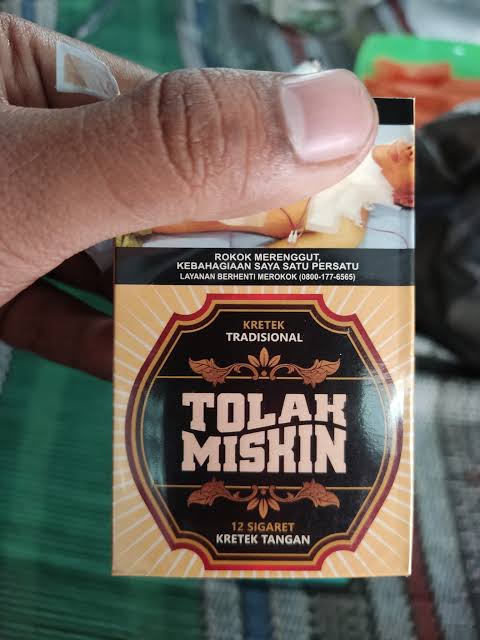 ROKOK MERENGGUT,
KEBAHAGIAAN SAYA SATU PERSATU
LAYANAN BERHENTI MEROKOK (0800-177-6565)
KRETEK
TRADISIONAL
TOLAK
MISKIN
12 SIGARET
KRETEK TANGAN